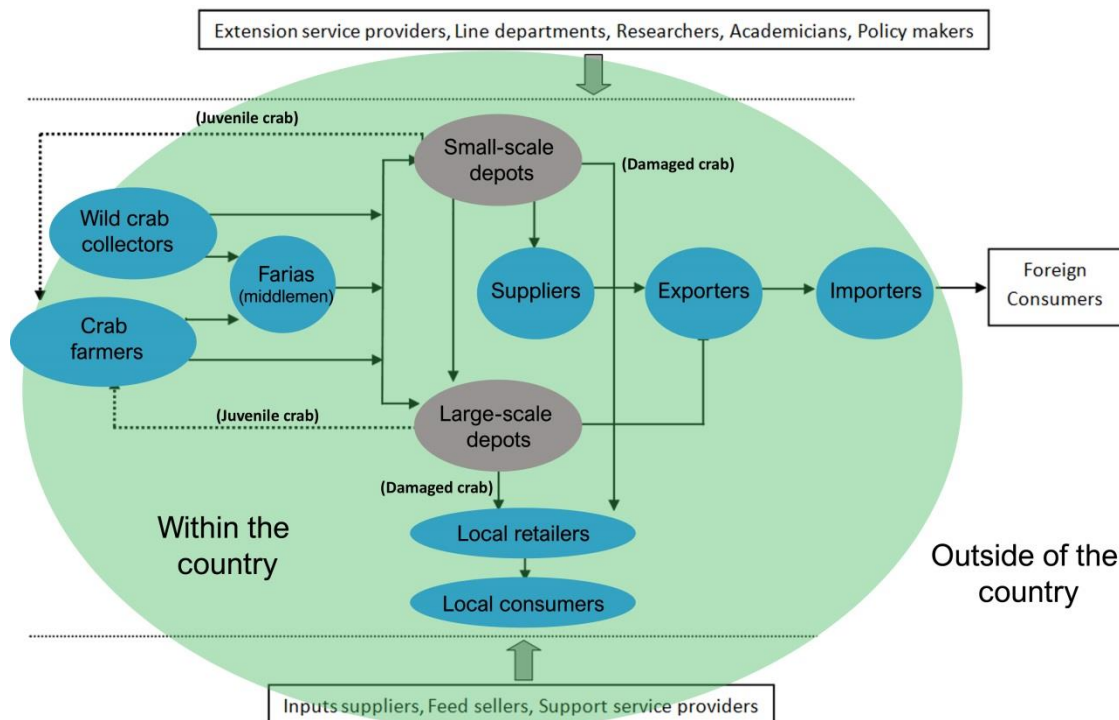 Extension service providers, Line departments, Researchers, Academicians, Policy makers
(Juvenile crab)
Small-scale
depots
(Damaged crab)
Wild crab
collectors
Farias
(middlemen)
Suppliers
Exporters
Importers
Foreign
Consumers
Crab
farmers
(Juvenile crab)
Large-scale
depots
(Damaged crab)
Local retailers
Within the
country
Outside of the
country
Local consumers
Inputs suppliers, Feed sellers, Support service providers